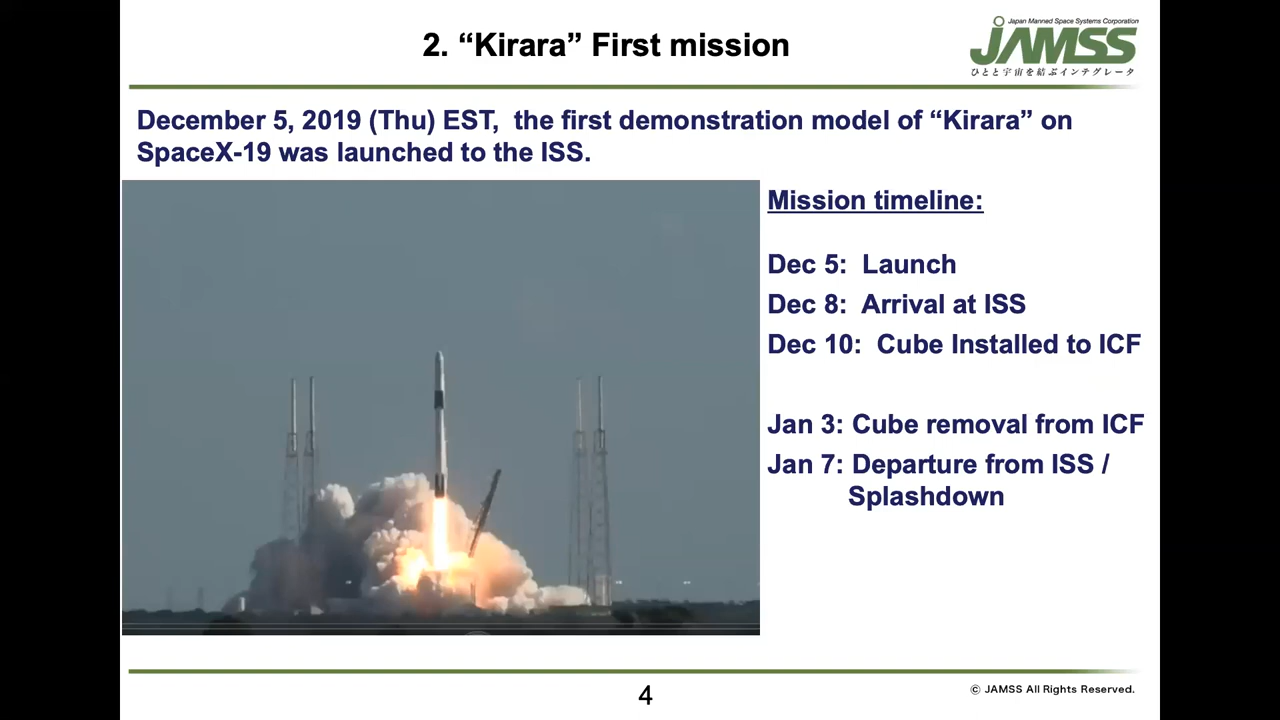 2. “Kirara” First mission
Japan Manned Space Systems Corporation
JAMSS
ひとと宇宙を結ぶインテグレータ
December 5, 2019 (Thu) EST,  the first demonstration model of “Kirara” on
SpaceX-19 was launched to the ISS.
Mission timeline:
Dec 5:  Launch
Dec 8:  Arrival at ISS
Dec 10:  Cube Installed to ICF
Jan 3: Cube removal from ICF
Jan 7: Departure from ISS /
Splashdown
4
© JAMSS All Rights Reserved.